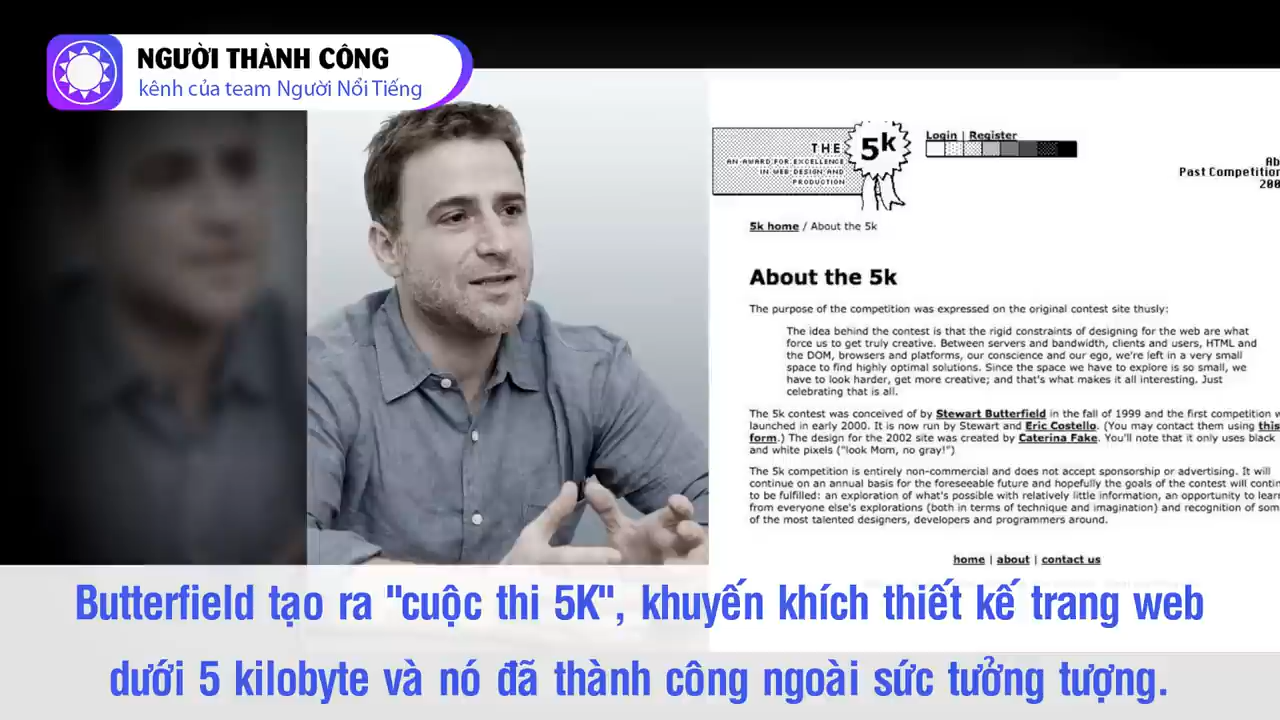 NGƯỜI THÀNH CÔNG
kênh của team Người Nổi Tiếng
THE
AN AWARD FOR EXCELLENCE
IN WEB DESIGN AND
PRODUCTION
5k
Login | Register
Ab
Past Competition
200
5k home / About the 5k
About the 5k
The purpose of the competition was expressed on the original contest site thusly:
The idea behind the contest is that the rigid constraints of designing for the web are what
force us to get truly creative. Between servers and bandwidth, clients and users, HTML and
the DOM, browsers and platforms, our conscience and our ego, we're left in a very small
space to find highly optimal solutions. Since the space we have to explore is so small, we
have to look harder, get more creative; and that's what makes it all interesting. Just
celebrating that is all.
The 5k contest was conceived of by Stewart Butterfield in the fall of 1999 and the first competition w
launched in early 2000. It is now run by Stewart and Eric Costello. (You may contact them using this
form.) The design for the 2002 site was created by Caterina Fake. You'll note that it only uses black
and white pixels ("look Mom, no gray!")
The 5k competition is entirely non-commercial and does not accept sponsorship or advertising. It will
continue on an annual basis for the foreseeable future and hopefully the goals of the contest will contin
to be fulfilled: an exploration of what's possible with relatively little information, an opportunity to lear
from everyone else's explorations (both in terms of technique and imagination) and recognition of som
of the most talented designers, developers and programmers around.
home | about | contact us
Butterfield tạo ra "cuộc thi 5K", khuyến khích thiết kế trang web
dưới 5 kilobyte và nó đã thành công ngoài sức tưởng tượng.